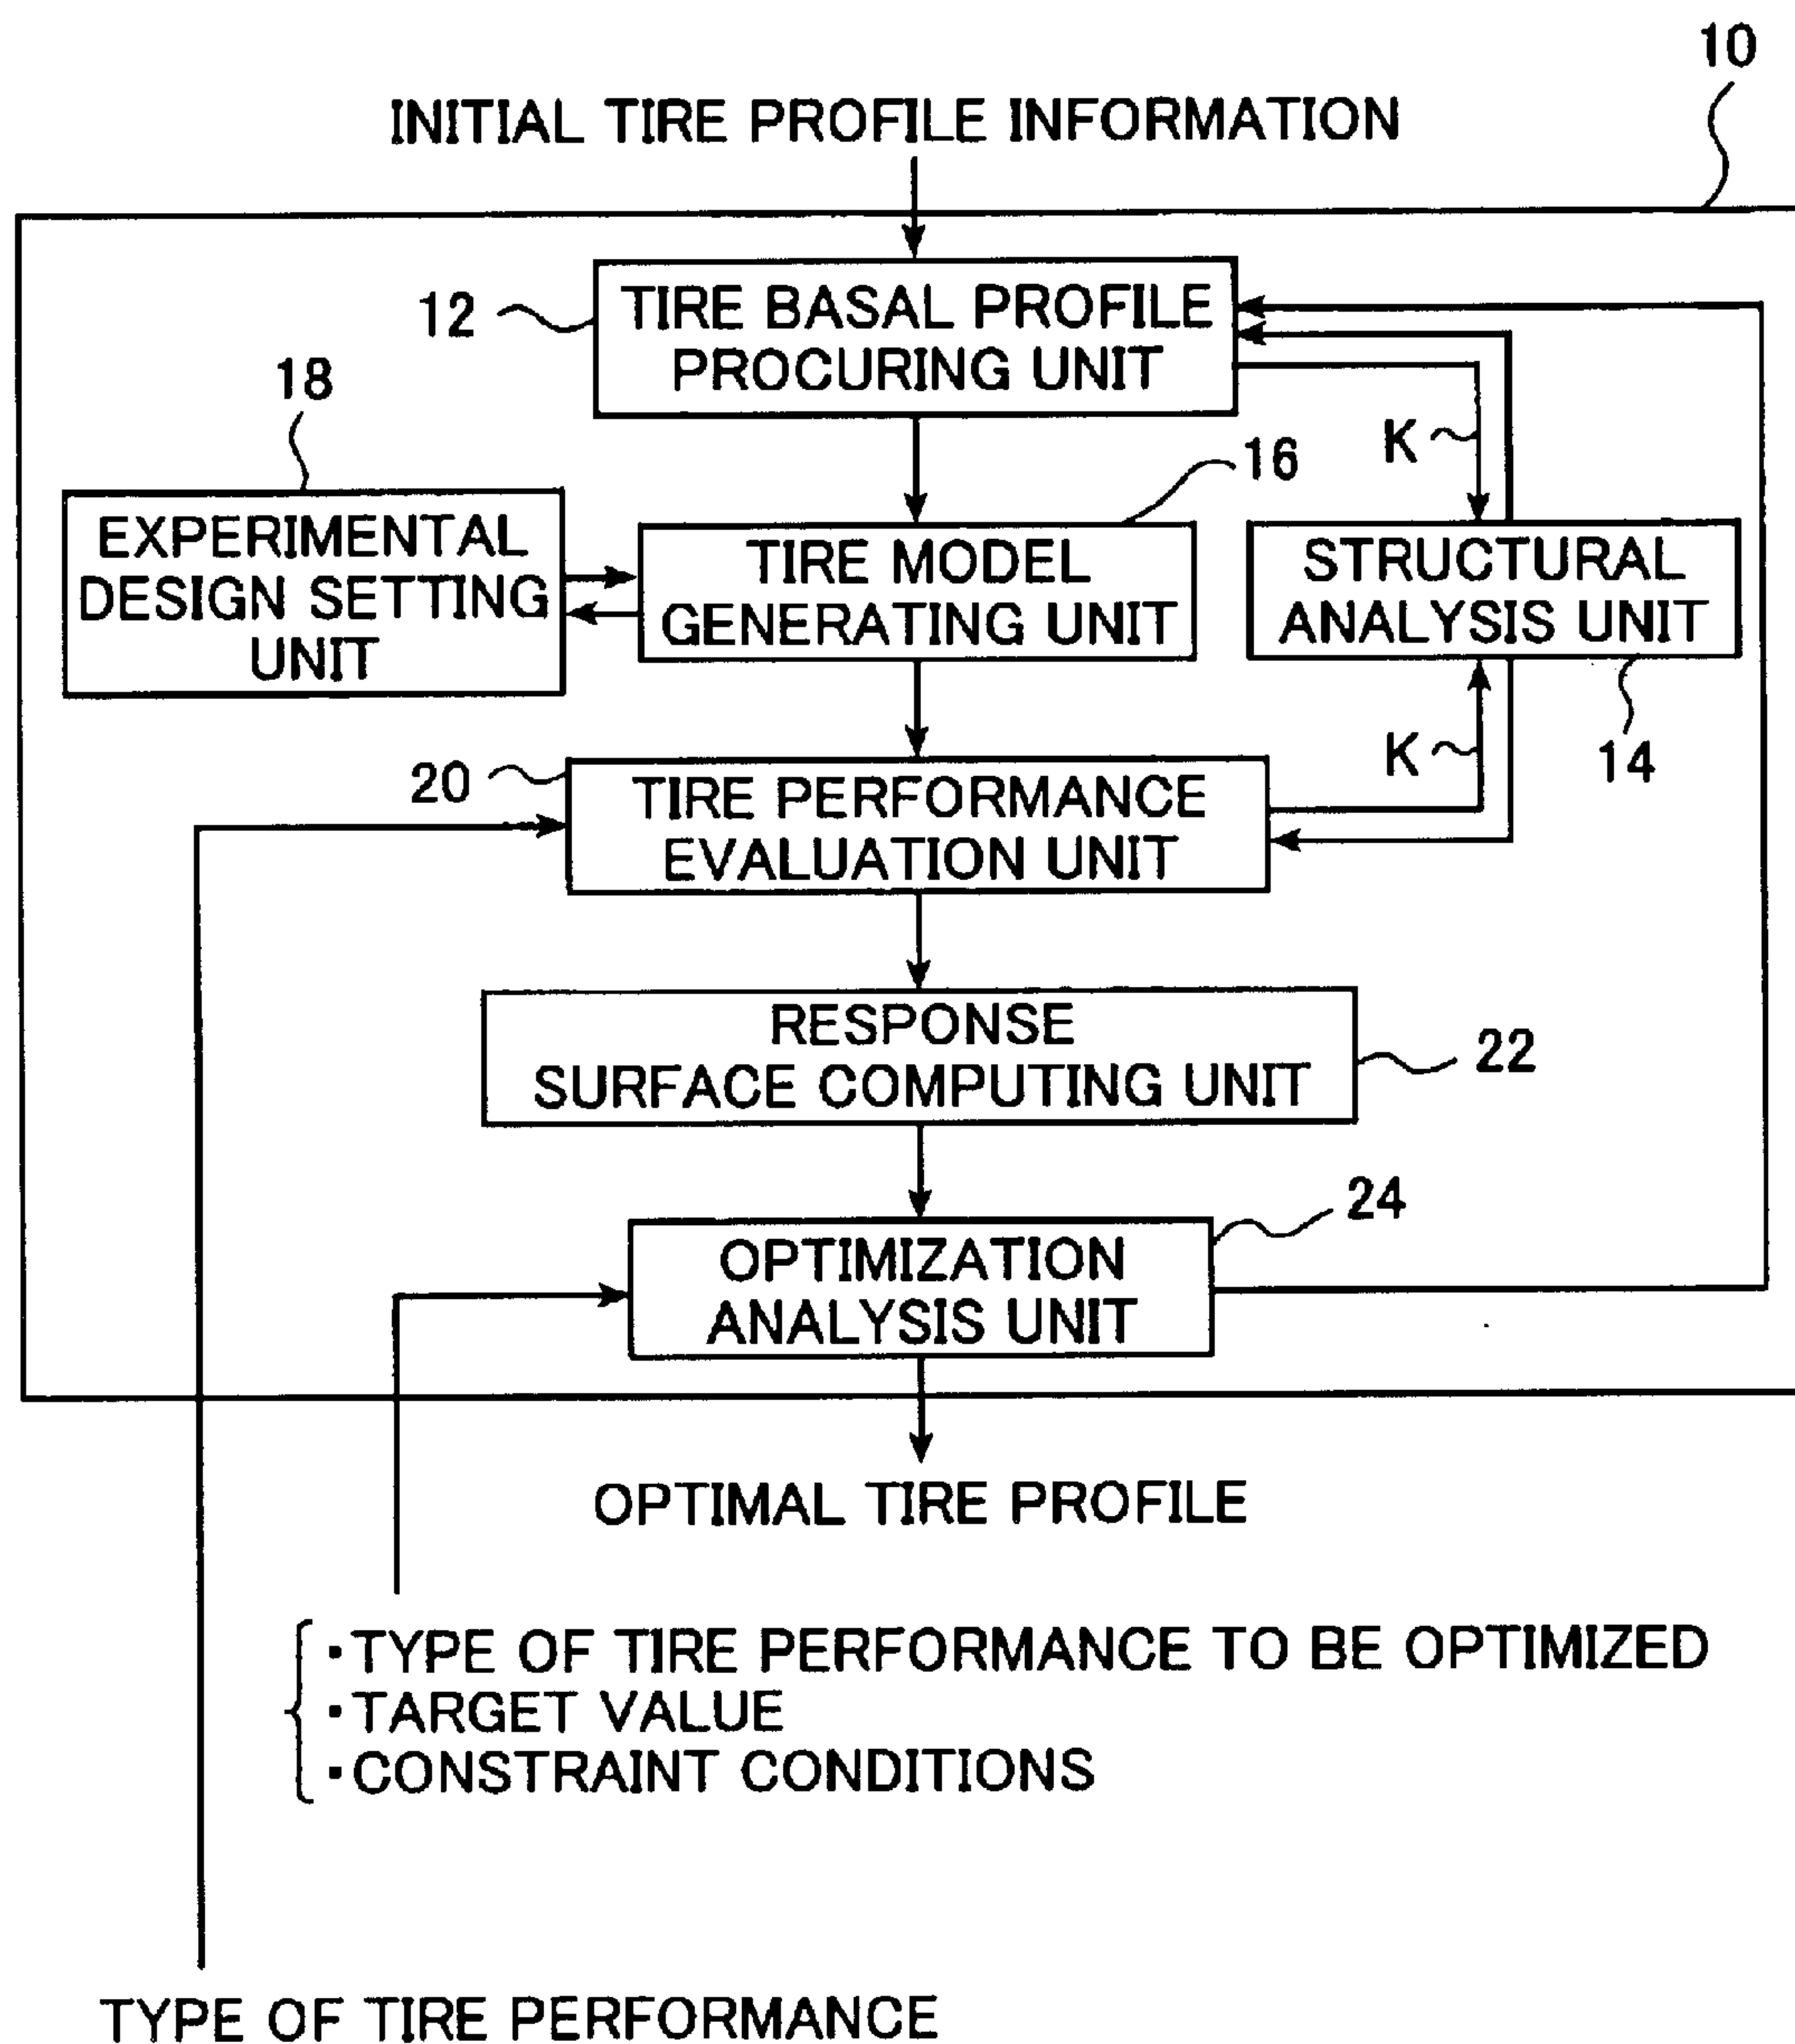 10
INITIAL TIRE PROFILE INFORMATION
12
TIRE BASAL PROFILE
PROCURING UNIT
18
K
16
EXPERIMENTAL
DESIGN SETTING
UNIT
TIRE MODEL
GENERATING UNIT
STRUCTURAL
ANALYSIS UNIT
14
K
20
TIRE PERFORMANCE
EVALUATION UNIT
RESPONSE
SURFACE COMPUTING UNIT
22
24
OPTIMIZATION
ANALYSIS UNIT
OPTIMAL TIRE PROFILE
・TYPE OF TIRE PERFORMANCE TO BE OPTIMIZED
・TARGET VALUE
・CONSTRAINT CONDITIONS
TYPE OF TIRE PERFORMANCE